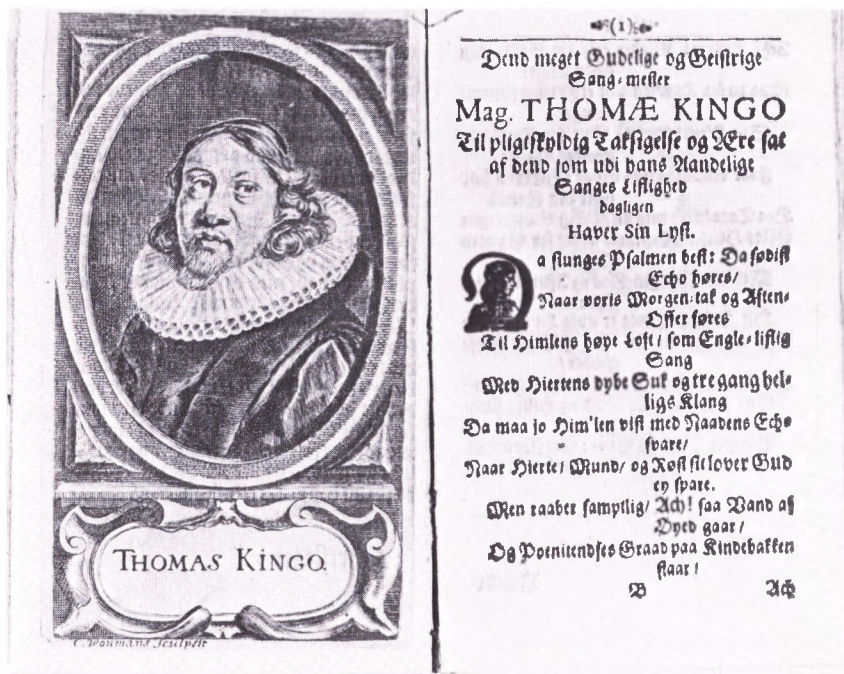 THOMAS KINGO.
C. Woumans Sculpsit
(1)
Dend meget Gudelige og Geistrige
Sang-mester
Mag. THOMÆ KINGO
Til pligtskyldig Taksigelse og Ære sat
af dend som udi hans Aandelige
Sanges Liflighed
dagligen
Haver Sin Lyst.
Da siunges Psalmen best: Da sødist
Echo høres/
Naar voris Morgen-tak og Aften-
Offer føres
Til Himlens høye Loft/ som Engle-liflig
Sang
Med Hiertens dybe Suk og tre gang hel-
ligs Klang
Da maa jo Him'len vist med Naadens Echo
svare/
Naar Hierte/ Mund/ og Røst sit lover Gud
ey spare.
Men raaber samptlig/ Ach! saa Vand af
Øyed gaar/
Og Poenitendses Graad paa Kindebakken
staar/
B Ach